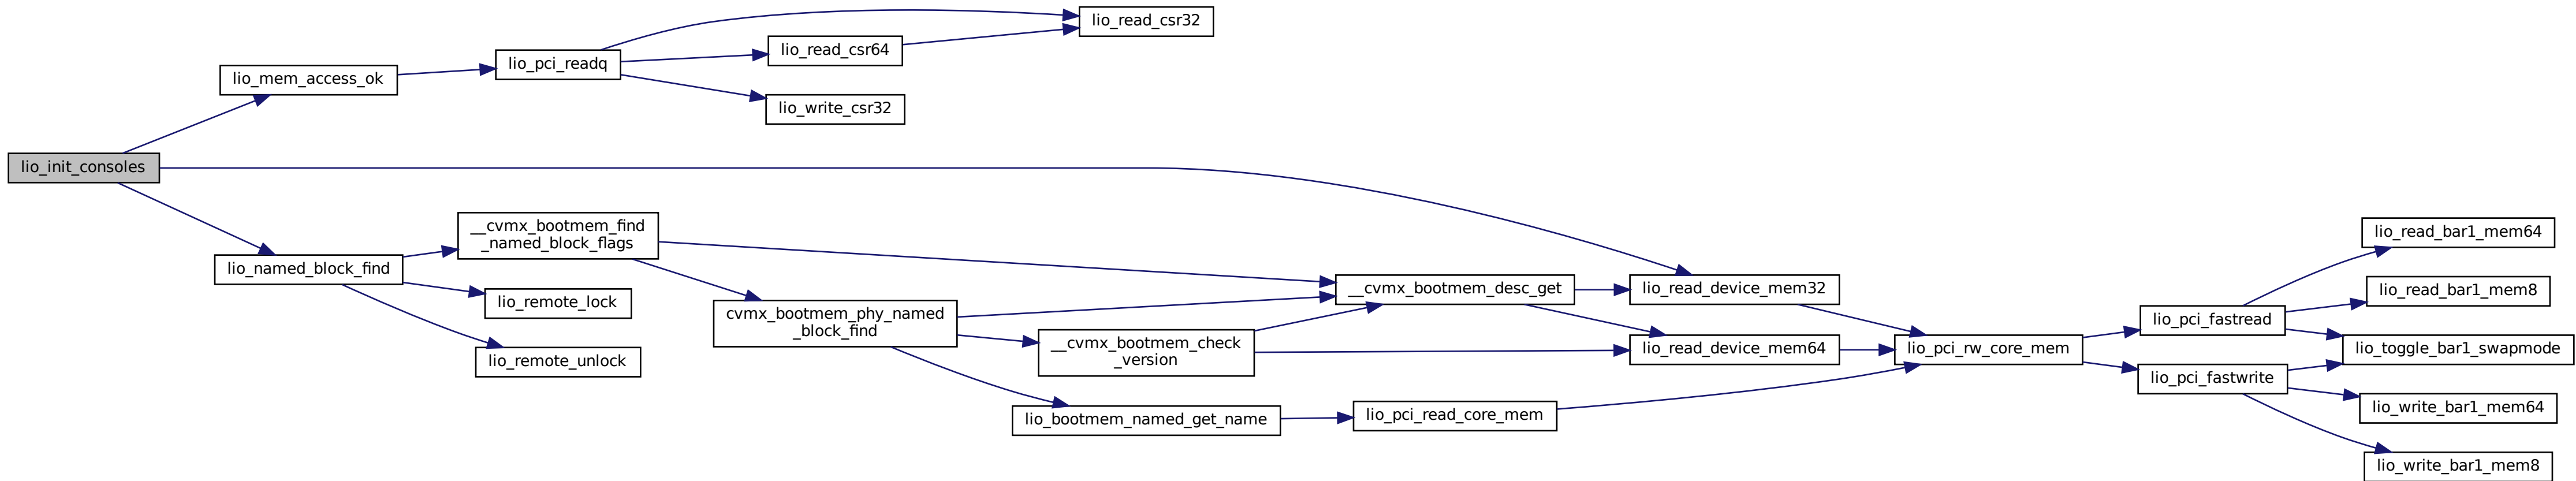 lio_init_consoles
lio_mem_access_ok
lio_pci_readq
lio_read_csr32
lio_read_csr64
lio_write_csr32
lio_named_block_find
__cvmx_bootmem_find
_named_block_flags
lio_remote_lock
lio_remote_unlock
cvmx_bootmem_phy_named
_block_find
__cvmx_bootmem_desc_get
__cvmx_bootmem_check
_version
lio_bootmem_named_get_name
lio_pci_read_core_mem
lio_read_device_mem32
lio_read_device_mem64
lio_pci_rw_core_mem
lio_pci_fastread
lio_pci_fastwrite
lio_read_bar1_mem64
lio_read_bar1_mem8
lio_toggle_bar1_swapmode
lio_write_bar1_mem64
lio_write_bar1_mem8